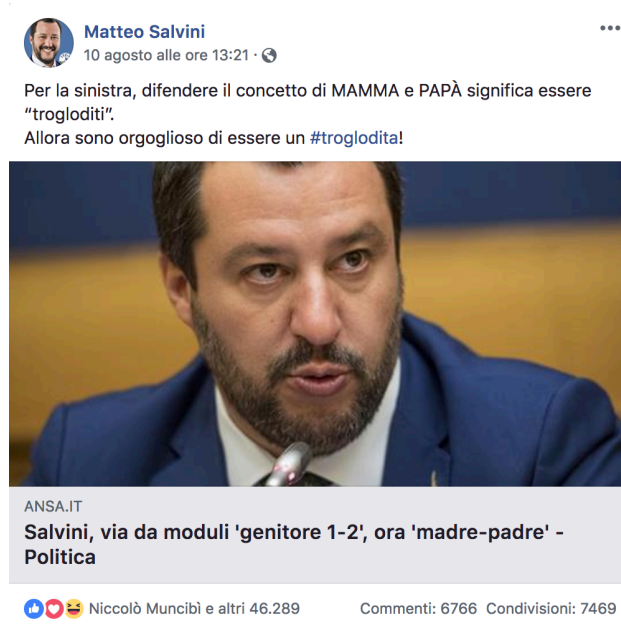 Matteo Salvini
10 agosto alle ore 13:21 ·
Per la sinistra, difendere il concetto di MAMMA e PAPÀ significa essere
“trogloditi”.
Allora sono orgoglioso di essere un #troglodita!
ANSA.IT
Salvini, via da moduli 'genitore 1-2', ora 'madre-padre' -
Politica
Niccolò Muncibì e altri 46.289 Commenti: 6766 Condivisioni: 7469